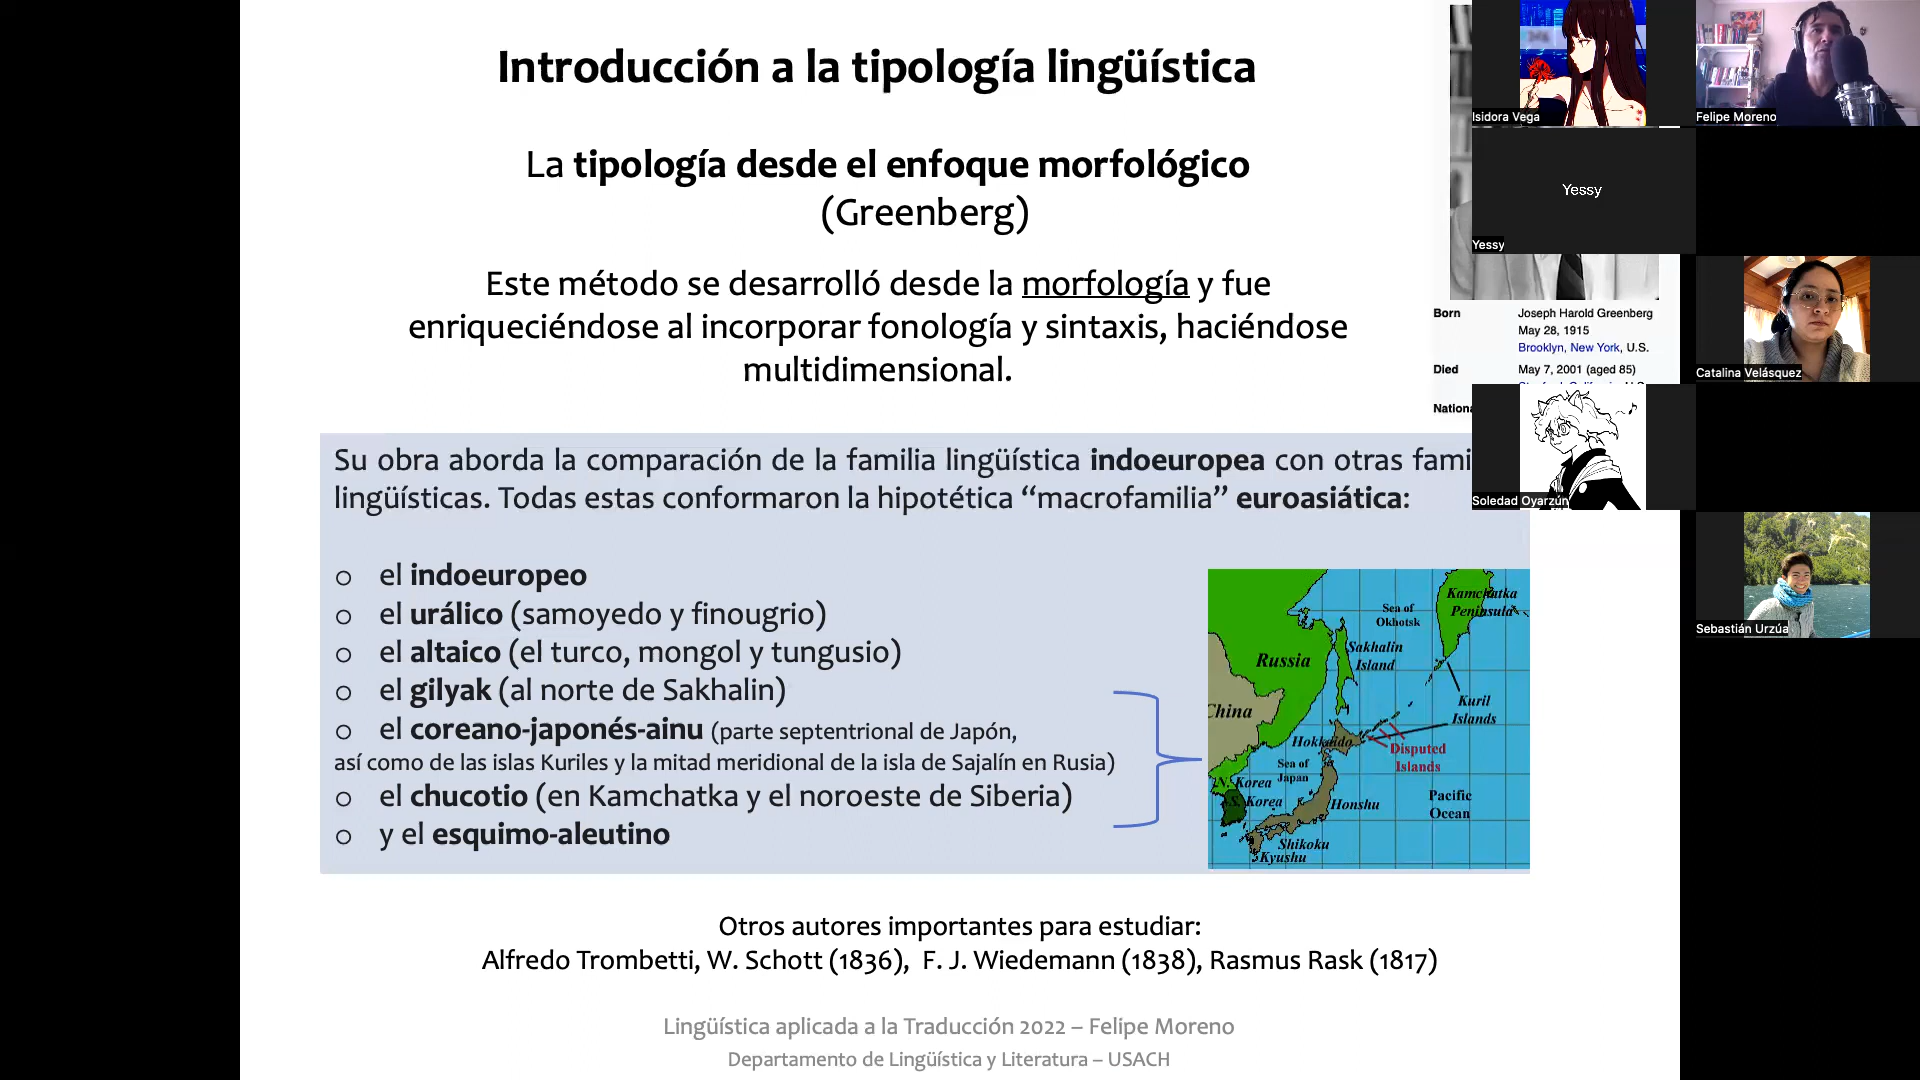 Introducción a la tipología lingüística
La tipología desde el enfoque morfológico
(Greenberg)
Este método se desarrolló desde la morfología y fue
enriqueciéndose al incorporar fonología y sintaxis, haciéndose
multidimensional.
Born Joseph Harold Greenberg
May 28, 1915
Brooklyn, New York, U.S.
Died May 7, 2001 (aged 85)
Su obra aborda la comparación de la familia lingüística indoeuropea con otras fami
lingüísticas. Todas estas conformaron la hipotética “macrofamilia” euroasiática:
o el indoeuropeo
o el urálico (samoyedo y finougrio)
o el altaico (el turco, mongol y tungusio)
o el gilyak (al norte de Sakhalin)
o el coreano-japonés-ainu (parte septentrional de Japón,
así como de las islas Kuriles y la mitad meridional de la isla de Sajalín en Rusia)
o el chucotio (en Kamchatka y el noroeste de Siberia)
o y el esquimo-aleutino
Kamchatka
Peninsula
Sea of
Okhotsk
Sakhalin
Island
Russia
Kuril
Islands
China
Hokkaido
Disputed
Islands
Sea of
Japan
N. Korea
S. Korea
Honshu
Pacific
Ocean
Shikoku
Kyushu
Otros autores importantes para estudiar:
Alfredo Trombetti, W. Schott (1836), F. J. Wiedemann (1838), Rasmus Rask (1817)
Lingüística aplicada a la Traducción 2022 – Felipe Moreno
Departamento de Lingüística y Literatura – USACH
Isidora Vega
Felipe Moreno
Yessy
Yessy
Catalina Velásquez
Soledad Oyarzún
Sebastián Urzúa